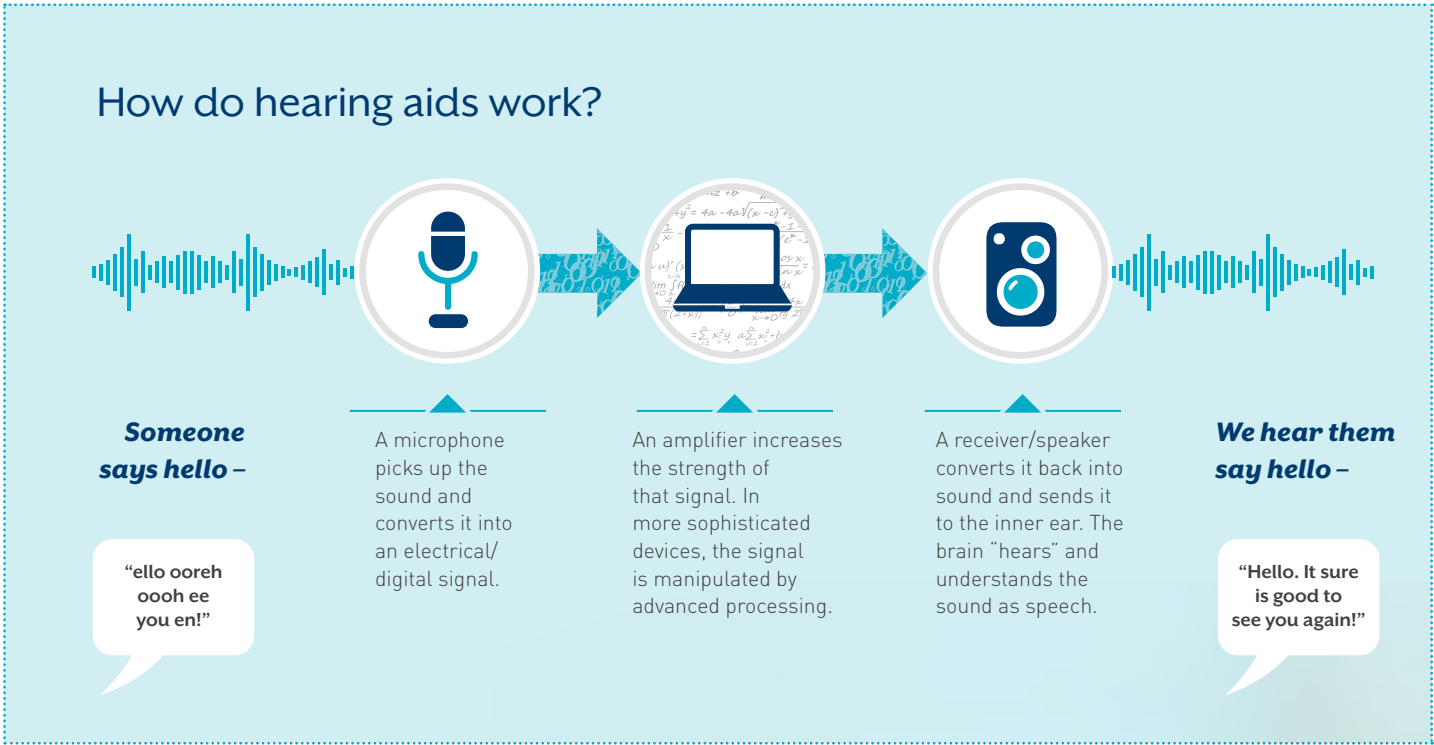 How do hearing aids work?
Someone
says hello –
“ello ooreh
oooh ee
you en!”
A microphone
picks up the
sound and
converts it into
an electrical/
digital signal.
An amplifier increases
the strength of
that signal. In
more sophisticated
devices, the signal
is manipulated by
advanced processing.
A receiver/speaker
converts it back into
sound and sends it
to the inner ear. The
brain “hears” and
understands the
sound as speech.
We hear them
say hello –
“Hello. It sure
is good to
see you again!”